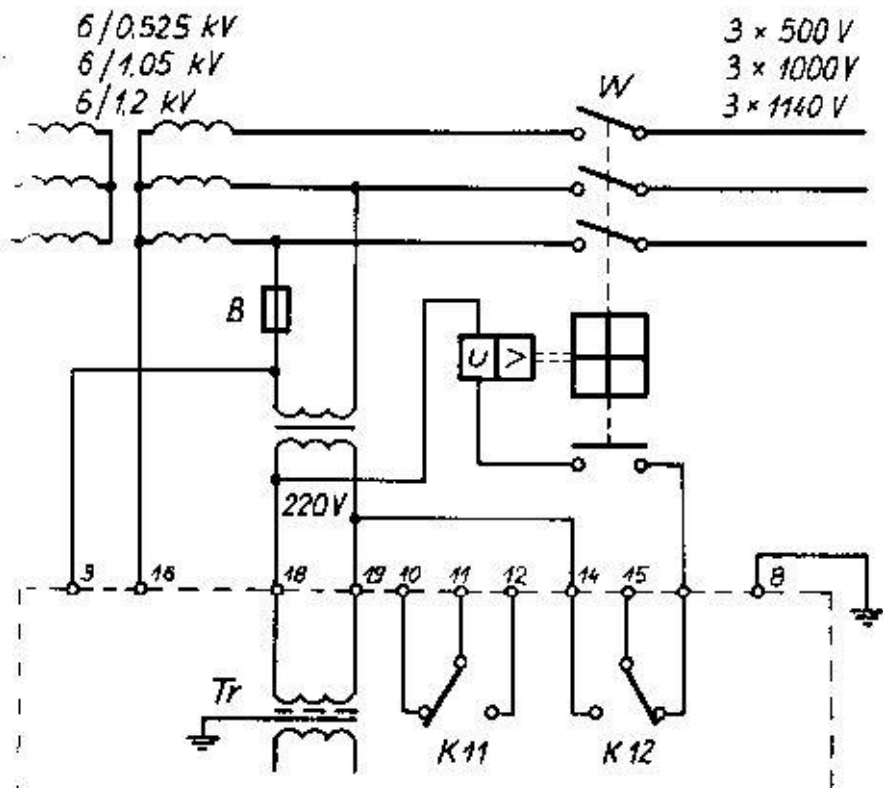 6/0.525 kV
6/1.05 kV
6/1.2 kV
3 × 500 V
3 × 1000 V
3 × 1140 V
W
B
U >
220 V
9 16 18 19 10 11 12 14 15 8
Tr
K11
K12